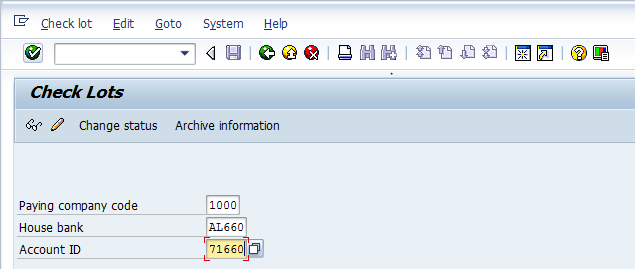 Check lot Edit Goto System Help
Check Lots
Change status Archive information
Paying company code 1000
House bank AL660
Account ID 71660